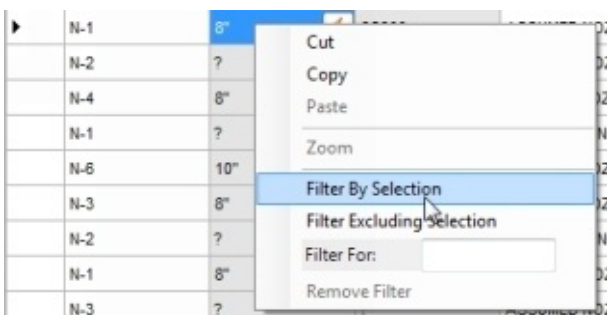 N-1 8"
Cut
N-2 ?
Copy
N-4 8"
Paste
N-1 ?
Zoom
N-6 10"
Filter By Selection
N-3 8"
Filter Excluding Selection
N-2 ?
Filter For:
N-1 8"
Remove Filter
N-3 ?